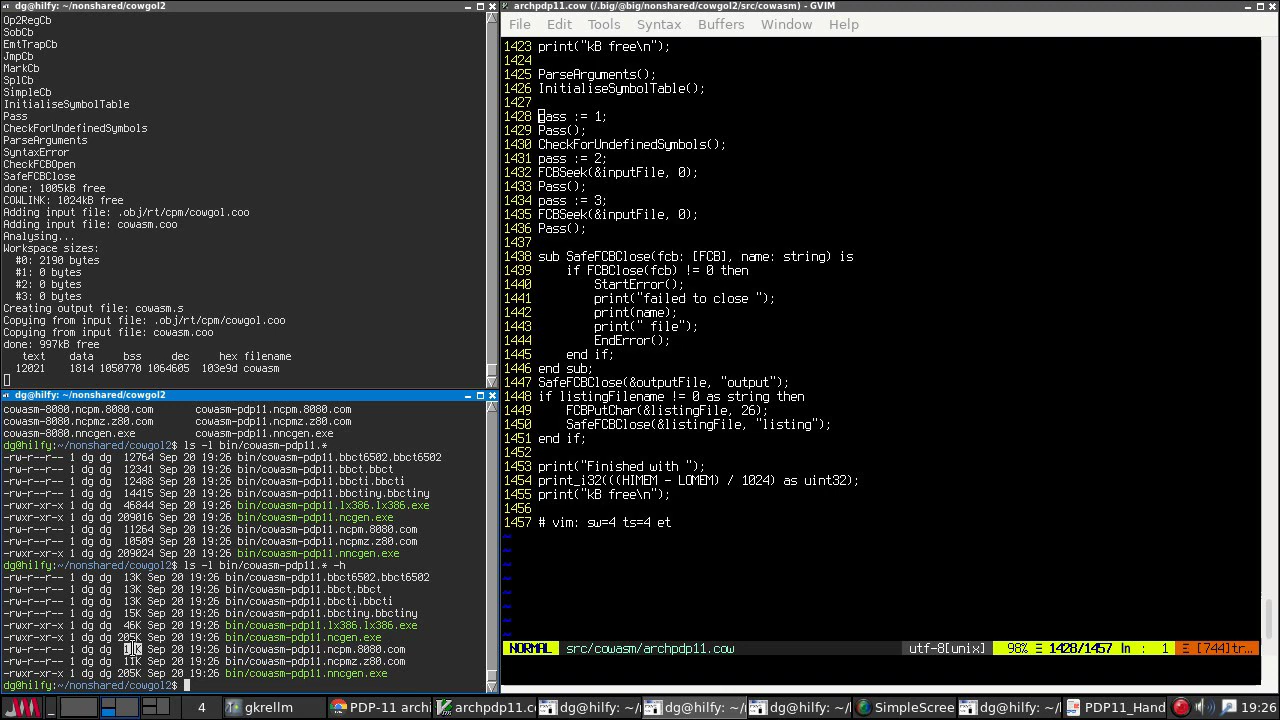 dg@hilfy: ~/nonshared/cowgol2
Op2RegCb
SobCb
EmtTrapCb
JmpCb
MarkCb
SplCb
SimpleCb
InitialiseSymbolTable
Pass
CheckForUndefinedSymbols
ParseArguments
SyntaxError
CheckFCBOpen
SafeFCBClose
done: 1005kB free
COWLINK: 1024kB free
Adding input file: .obj/rt/cpm/cowgol.coo
Adding input file: cowasm.coo
Analysing...
Workspace sizes:
  #0: 2190 bytes
  #1: 0 bytes
  #2: 0 bytes
  #3: 0 bytes
Creating output file: cowasm.s
Copying from input file: .obj/rt/cpm/cowgol.coo
Copying from input file: cowasm.coo
done: 997kB free
   text    data     bss     dec     hex filename
  12021    1814 1050770 1064605  103e9d cowasm
dg@hilfy: ~/nonshared/cowgol2
cowasm-8080.ncpm.8080.com       cowasm-pdp11.ncpm.8080.com
cowasm-8080.ncpmz.z80.com       cowasm-pdp11.ncpmz.z80.com
cowasm-8080.nncgen.exe          cowasm-pdp11.nncgen.exe
dg@hilfy:~/nonshared/cowgol2$ ls -l bin/cowasm-pdp11.*
-rw-r--r-- 1 dg dg  12764 Sep 20 19:26 bin/cowasm-pdp11.bbct6502.bbct6502
-rw-r--r-- 1 dg dg  12341 Sep 20 19:26 bin/cowasm-pdp11.bbct.bbct
-rw-r--r-- 1 dg dg  12488 Sep 20 19:26 bin/cowasm-pdp11.bbcti.bbcti
-rw-r--r-- 1 dg dg  14415 Sep 20 19:26 bin/cowasm-pdp11.bbctiny.bbctiny
-rwxr-xr-x 1 dg dg  46844 Sep 20 19:26 bin/cowasm-pdp11.lx386.lx386.exe
-rwxr-xr-x 1 dg dg 209016 Sep 20 19:26 bin/cowasm-pdp11.ncgen.exe
-rw-r--r-- 1 dg dg  11264 Sep 20 19:26 bin/cowasm-pdp11.ncpm.8080.com
-rw-r--r-- 1 dg dg  10509 Sep 20 19:26 bin/cowasm-pdp11.ncpmz.z80.com
-rwxr-xr-x 1 dg dg 209024 Sep 20 19:26 bin/cowasm-pdp11.nncgen.exe
dg@hilfy:~/nonshared/cowgol2$ ls -l bin/cowasm-pdp11.* -h
-rw-r--r-- 1 dg dg  13K Sep 20 19:26 bin/cowasm-pdp11.bbct6502.bbct6502
-rw-r--r-- 1 dg dg  13K Sep 20 19:26 bin/cowasm-pdp11.bbct.bbct
-rw-r--r-- 1 dg dg  13K Sep 20 19:26 bin/cowasm-pdp11.bbcti.bbcti
-rw-r--r-- 1 dg dg  15K Sep 20 19:26 bin/cowasm-pdp11.bbctiny.bbctiny
-rwxr-xr-x 1 dg dg  46K Sep 20 19:26 bin/cowasm-pdp11.lx386.lx386.exe
-rwxr-xr-x 1 dg dg 205K Sep 20 19:26 bin/cowasm-pdp11.ncgen.exe
-rw-r--r-- 1 dg dg  11K Sep 20 19:26 bin/cowasm-pdp11.ncpm.8080.com
-rw-r--r-- 1 dg dg  11K Sep 20 19:26 bin/cowasm-pdp11.ncpmz.z80.com
-rwxr-xr-x 1 dg dg 205K Sep 20 19:26 bin/cowasm-pdp11.nncgen.exe
dg@hilfy:~/nonshared/cowgol2$
archpdp11.cow (/.big/@big/nonshared/cowgol2/src/cowasm) - GVIM
File Edit Tools Syntax Buffers Window Help
1423 print("kB free\n");
1424
1425 ParseArguments();
1426 InitialiseSymbolTable();
1427
1428 pass := 1;
1429 Pass();
1430 CheckForUndefinedSymbols();
1431 pass := 2;
1432 FCBSeek(&inputFile, 0);
1433 Pass();
1434 pass := 3;
1435 FCBSeek(&inputFile, 0);
1436 Pass();
1437
1438 sub SafeFCBClose(fcb: [FCB], name: string) is
1439     if FCBClose(fcb) != 0 then
1440         StartError();
1441         print("failed to close ");
1442         print(name);
1443         print(" file");
1444         EndError();
1445     end if;
1446 end sub;
1447 SafeFCBClose(&outputFile, "output");
1448 if listingFilename != 0 as string then
1449     FCBPutChar(&listingFile, 26);
1450     SafeFCBClose(&listingFile, "listing");
1451 end if;
1452
1453 print("Finished with ");
1454 print_i32(((HIMEM - LOMEM) / 1024) as uint32);
1455 print("kB free\n");
1456
1457 # vim: sw=4 ts=4 et
~
~
~
~
~
~
~
~
NORMAL src/cowasm/archpdp11.cow utf-8[unix] 98% Ξ 1428/1457 ln : 1 Ξ [744]tr…
4 gkrellm PDP-11 archi archpdp11.c dg@hilfy: ~/ dg@hilfy: ~/ dg@hilfy: ~/ SimpleScree dg@hilfy: ~/ PDP11_Hand 19:26